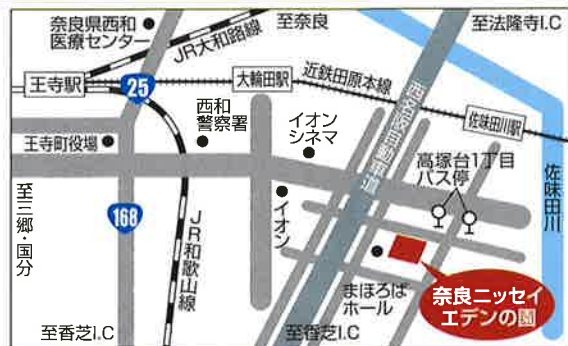 奈良県西和
医療センター
至奈良
至法隆寺I.C
JR大和路線
王寺駅
25
大輪田駅
近鉄田原本線
佐味田川駅
西和
警察署
イオン
シネマ
王寺町役場
西名阪自動車道
高塚台1丁目
バス停
佐味田川
至三郷・国分
168
JR和歌山線
イオン
まほろば
ホール
奈良ニッセイ
エデンの園
至香芝I.C
至香芝I.C